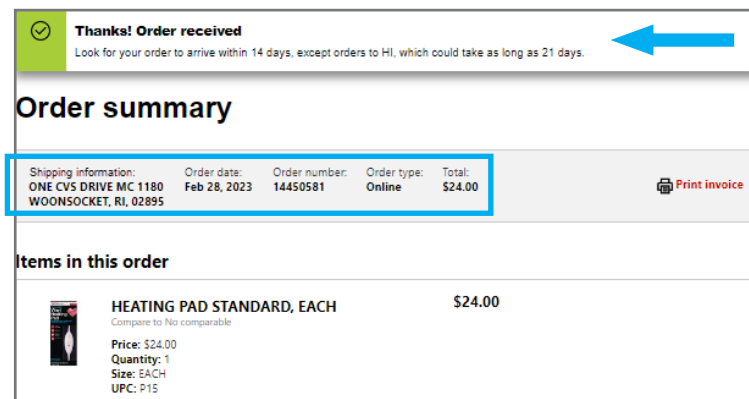 Thanks! Order received
Look for your order to arrive within 14 days, except orders to HI, which could take as long as 21 days.
Order summary
Shipping information: Order date: Order number: Order type: Total:
ONE CVS DRIVE MC 1180 Feb 28, 2023 14450581 Online $24.00
WOONSOCKET, RI, 02895
Print invoice
Items in this order
HEATING PAD STANDARD, EACH $24.00
Compare to No comparable
Price: $24.00
Quantity: 1
Size: EACH
UPC: P15